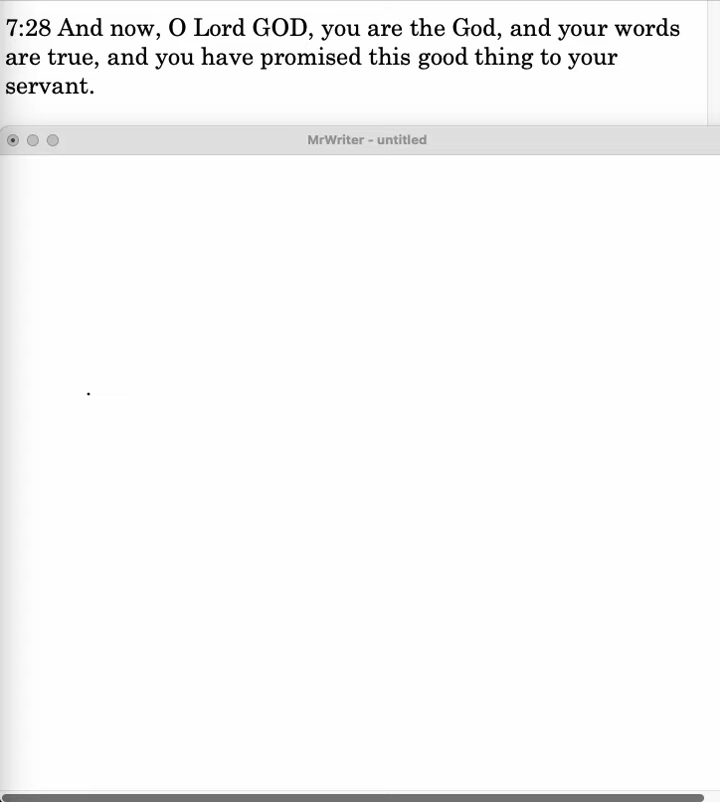 7:28 And now, O Lord GOD, you are the God, and your words
are true, and you have promised this good thing to your
servant.
MrWriter - untitled